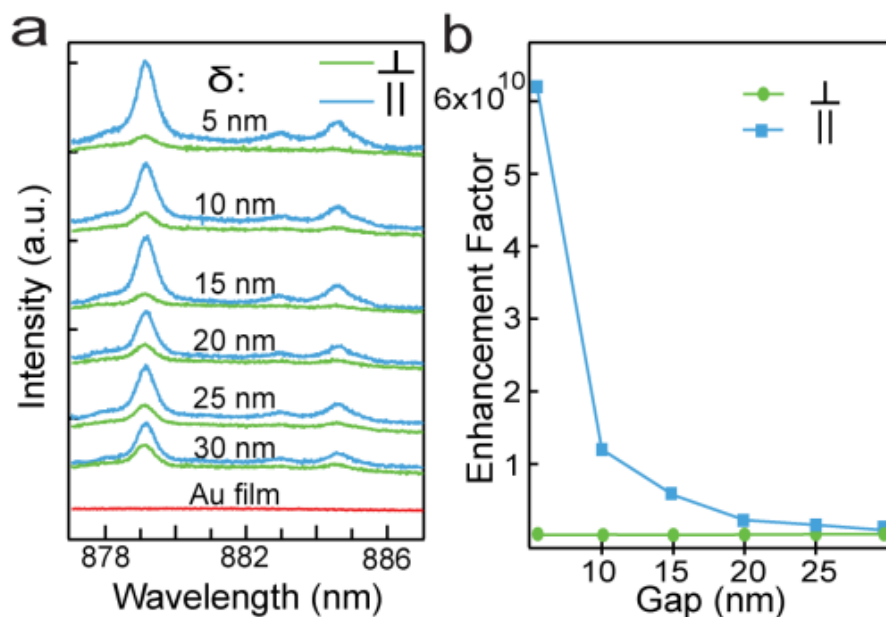 a
δ:
⊥
||
5 nm
10 nm
15 nm
20 nm
25 nm
30 nm
Au film
Intensity (a.u.)
878 882 886
Wavelength (nm)
b
6x10¹⁰
5
4
3
2
1
⊥
||
Enhancement Factor
10 15 20 25
Gap (nm)